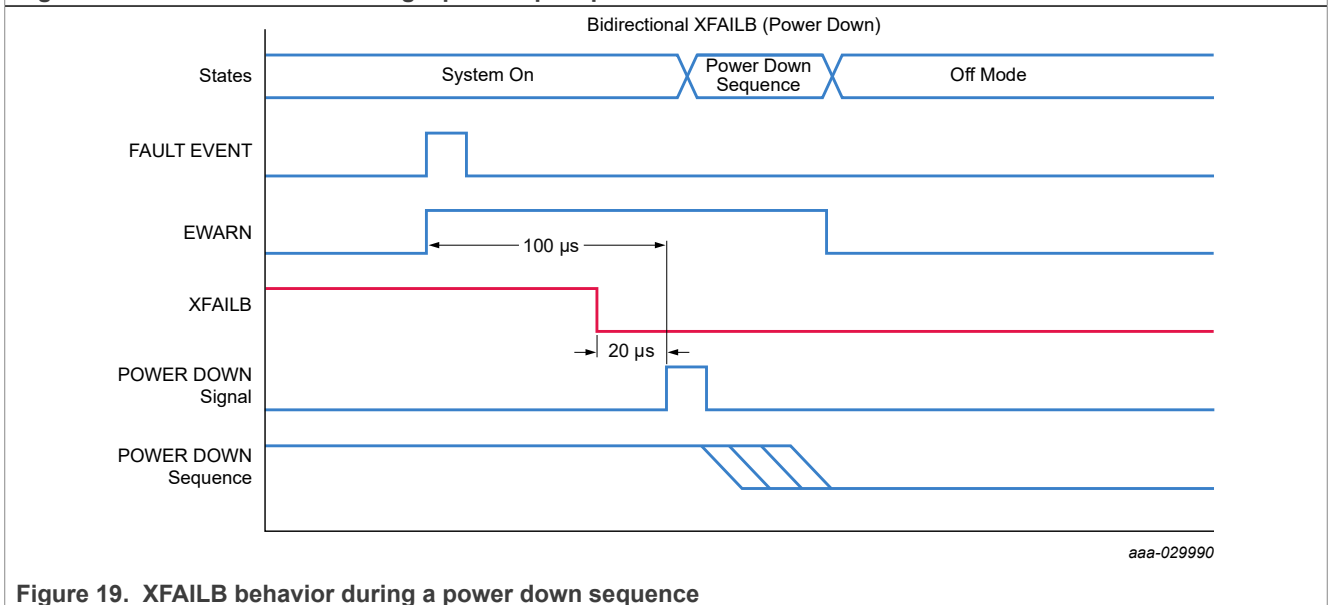 Bidirectional XFAILB (Power Down)
States
System On
Power Down
Sequence
Off Mode
FAULT EVENT
EWARN
100 µs
XFAILB
20 µs
POWER DOWN
Signal
POWER DOWN
Sequence
aaa-029990
Figure 19. XFAILB behavior during a power down sequence